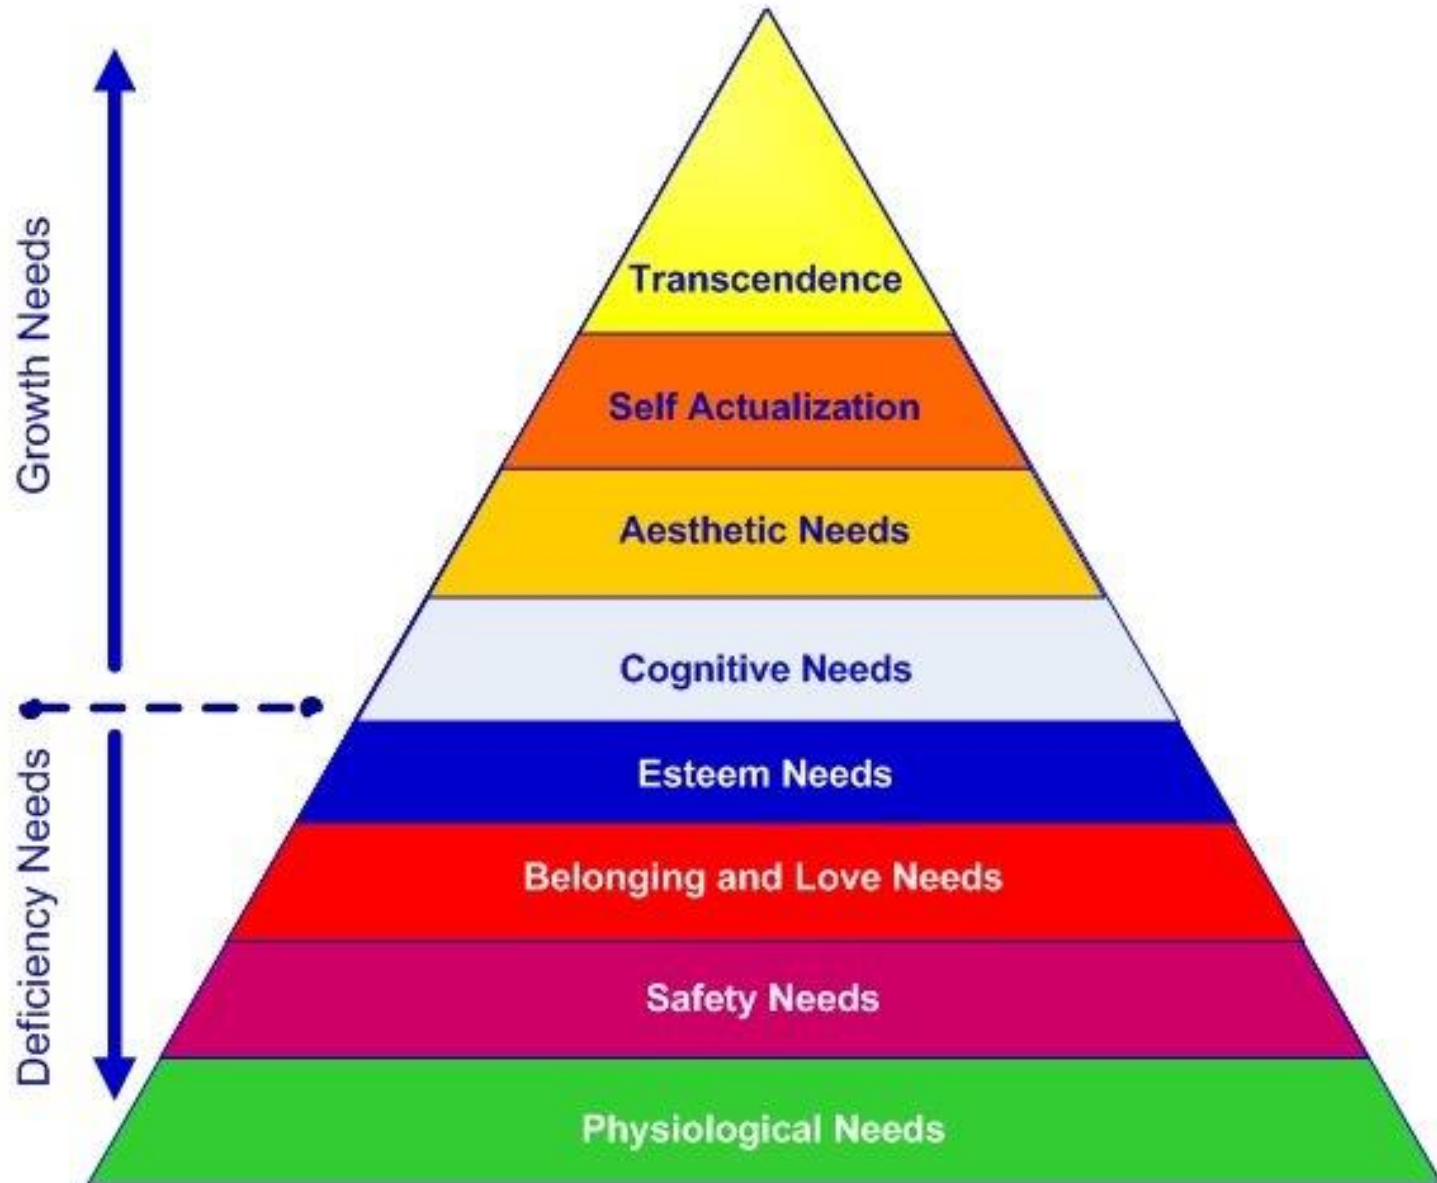 Growth Needs
Deficiency Needs
Transcendence
Self Actualization
Aesthetic Needs
Cognitive Needs
Esteem Needs
Belonging and Love Needs
Safety Needs
Physiological Needs